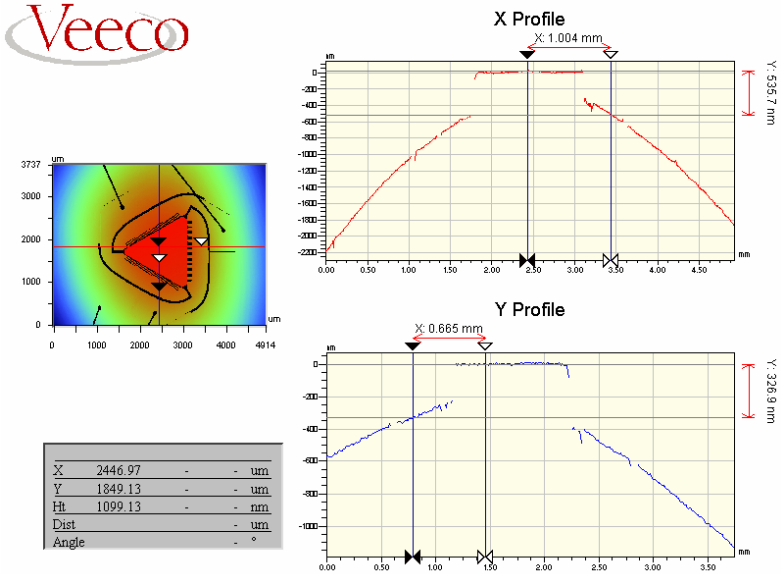 Veeco
X Profile
X: 1.004 mm
um
0
-200
-400
-600
-800
-1000
-1200
-1400
-1600
-1800
-2000
-2200
mm
0.00 0.50 1.00 1.50 2.00 2.50 3.00 3.50 4.00 4.50
Y: 535.7 nm
um
3737
3000
2000
1000
0
um
0 1000 2000 3000 4000 4914
Y Profile
X: 0.665 mm
0
-200
-400
-600
-800
-1000
mm
0.00 0.50 1.00 1.50 2.00 2.50 3.00 3.50
Y: 326.9 nm
X 2446.97 - - um
Y 1849.13 - - um
Ht 1099.13 - - nm
Dist - um
Angle - °